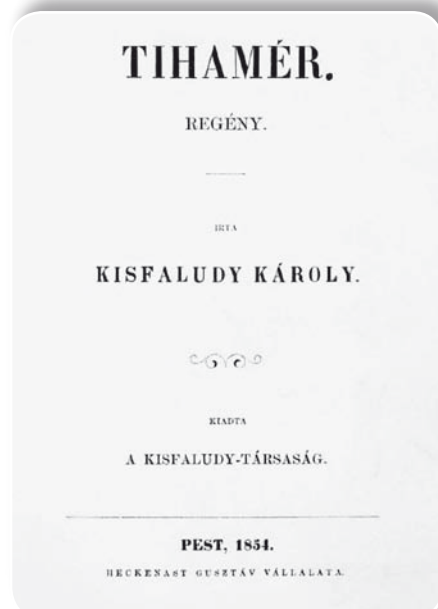 TIHAMÉR.
REGÉNY.
IRTA
KISFALUDY KÁROLY.
KIADTA
A KISFALUDY-TÁRSASÁG.
PEST, 1854.
HECKENAST GUSZTÁV VÁLLALATA.